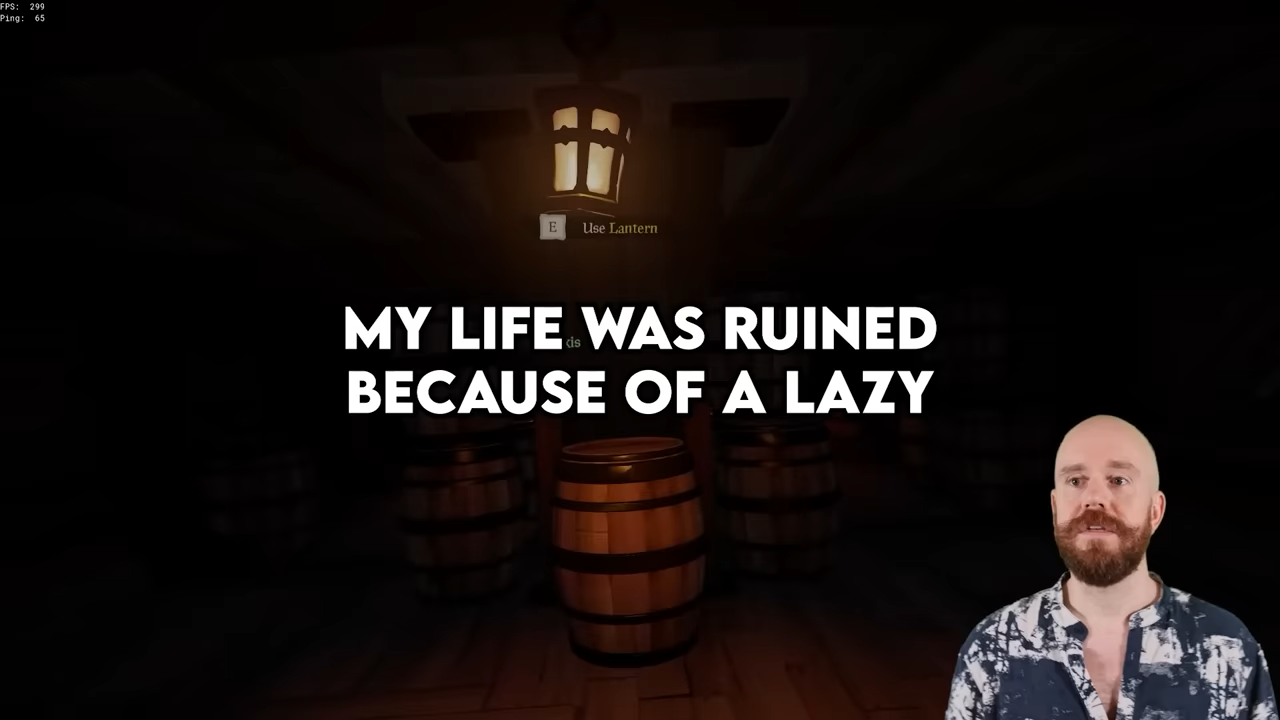 FPS: 299
Ping: 65
E Use Lantern
MY LIFE WAS RUINED
BECAUSE OF A LAZY